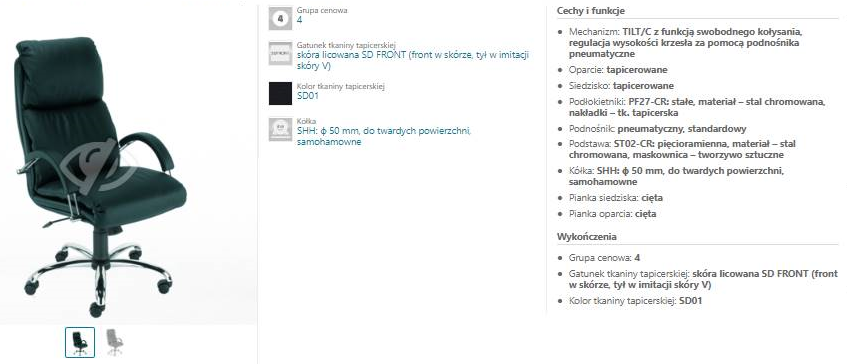 4
Grupa cenowa
4
Gatunek tkaniny tapicerskiej
skóra licowana SD FRONT (front w skórze, tył w imitacji
skóry V)
Kolor tkaniny tapicerskiej
SD01
Kółka
SHH: ϕ 50 mm, do twardych powierzchni,
samohamowne
Cechy i funkcje
• Mechanizm: TILT/C z funkcją swobodnego kołysania,
regulacja wysokości krzesła za pomocą podnośnika
pneumatyczny
• Oparcie: tapicerowane
• Siedzisko: tapicerowane
• Podłokietniki: PF27-CR: stałe, materiał – stal chromowana,
nakładki – tk. tapicerska
• Podnośnik: pneumatyczny, standardowy
• Podstawa: ST02-CR: pięcioramienna, materiał – stal
chromowana, maskownica – tworzywo sztuczne
• Kółka: SHH: ϕ 50 mm, do twardych powierzchni,
samohamowne
• Pianka siedziska: cięta
• Pianka oparcia: cięta
Wykończenia
• Grupa cenowa: 4
• Gatunek tkaniny tapicerskiej: skóra licowana SD FRONT (front
w skórze, tył w imitacji skóry V)
• Kolor tkaniny tapicerskiej: SD01